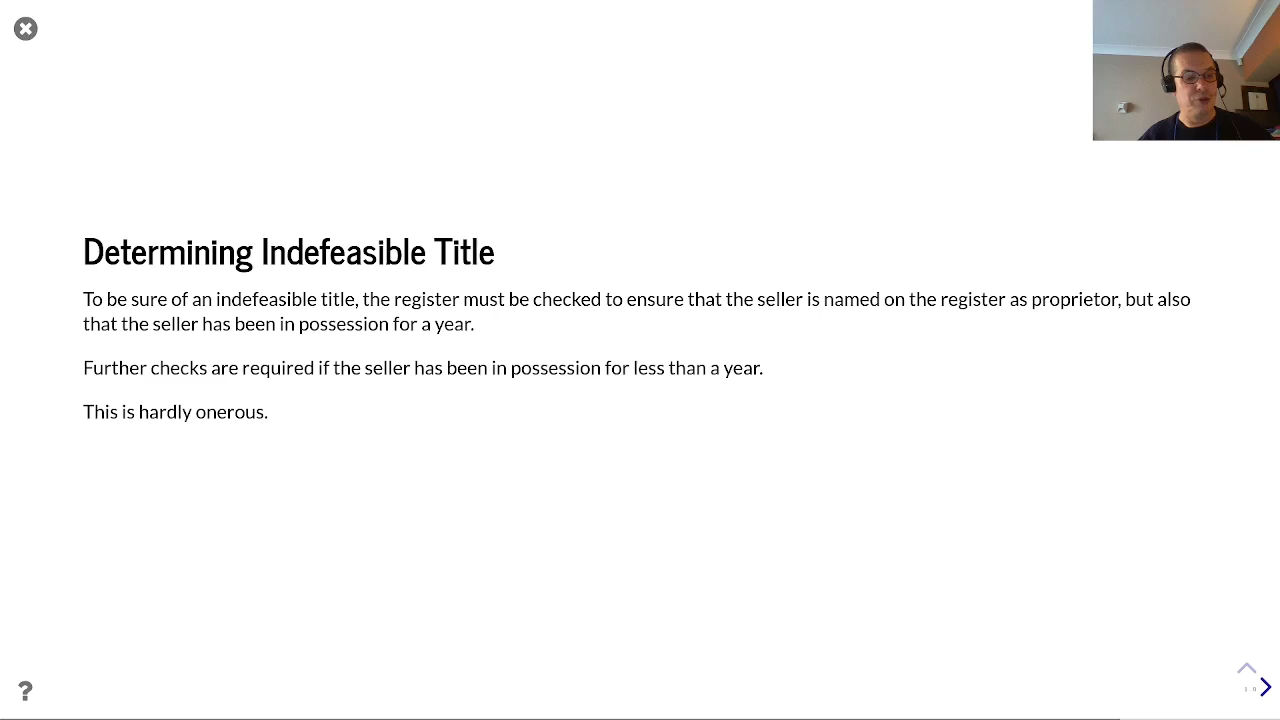 Determining Indefeasible Title
To be sure of an indefeasible title, the register must be checked to ensure that the seller is named on the register as proprietor, but also
that the seller has been in possession for a year.
Further checks are required if the seller has been in possession for less than a year.
This is hardly onerous.
?